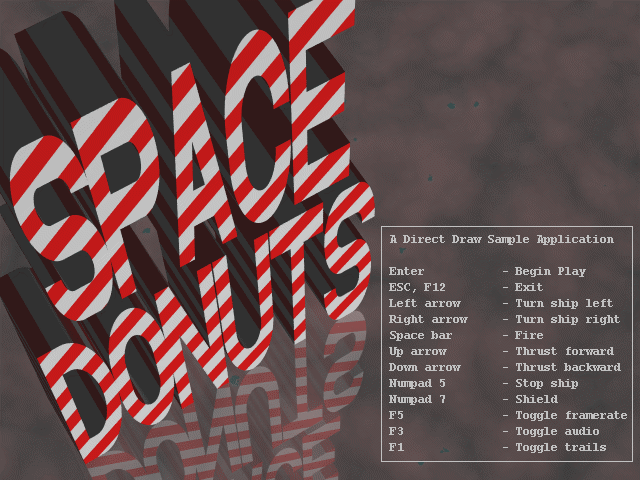 SPACE
DONUTS
A Direct Draw Sample Application
Enter - Begin Play
ESC, F12 - Exit
Left arrow - Turn ship left
Right arrow - Turn ship right
Space bar - Fire
Up arrow - Thrust forward
Down arrow - Thrust backward
Numpad 5 - Stop ship
Numpad 7 - Shield
F5 - Toggle framerate
F3 - Toggle audio
F1 - Toggle trails